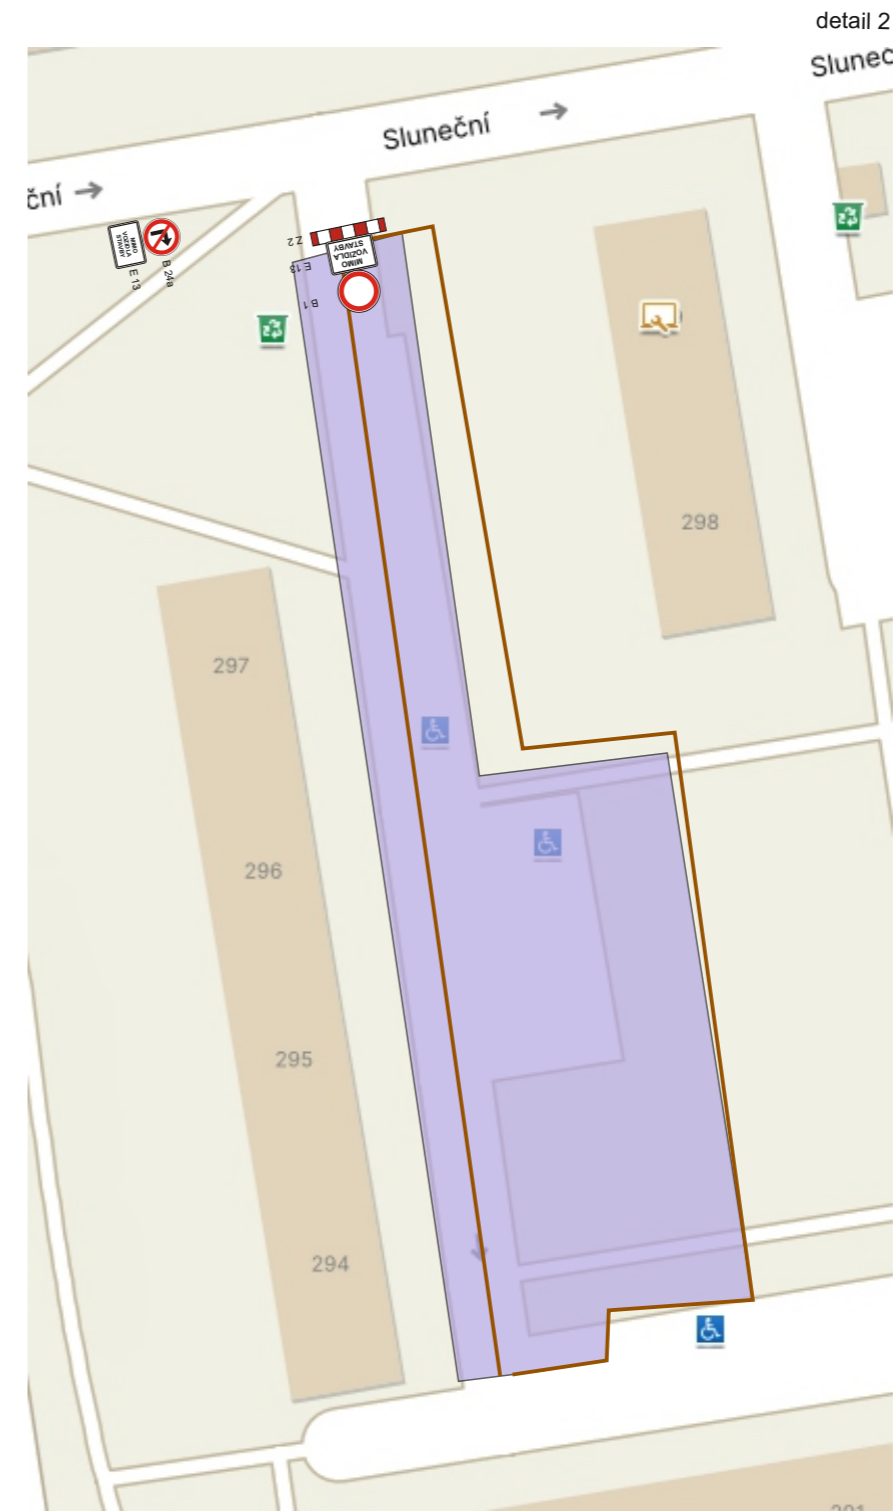 detail 2
Sluneč
Sluneční
ční
MIMO
VOZIDLA
STAVBY
E 13
B 24a
Z2
MIMO
VOZIDLA
STAVBY
E 13
B 1
298
297
296
295
294